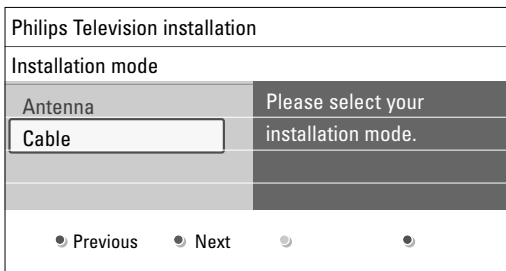 Philips Television installation
Installation mode
Antenna
Cable
Please select your
installation mode.
Previous Next